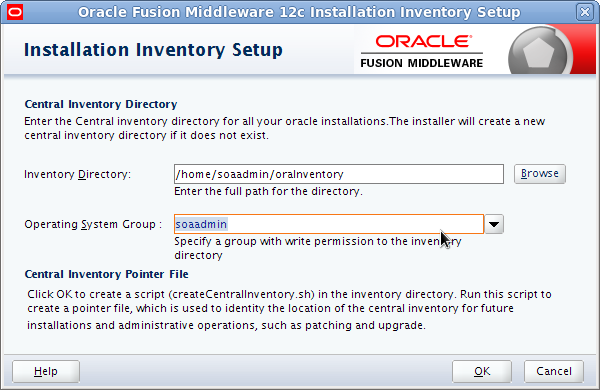 Oracle Fusion Middleware 12c Installation Inventory Setup
Installation Inventory Setup
ORACLE
FUSION MIDDLEWARE
Central Inventory Directory
Enter the Central inventory directory for all your oracle installations.The installer will create a new
central inventory directory if it does not exist.
Inventory Directory: /home/soaadmin/oraInventory Browse
Enter the full path for the directory.
Operating System Group : soaadmin
Specify a group with write permission to the inventory
directory
Central Inventory Pointer File
Click OK to create a script (createCentralInventory.sh) in the inventory directory. Run this script to
create a pointer file, which is used to identity the location of the central inventory for future
installations and administrative operations, such as patching and upgrade.
Help OK Cancel